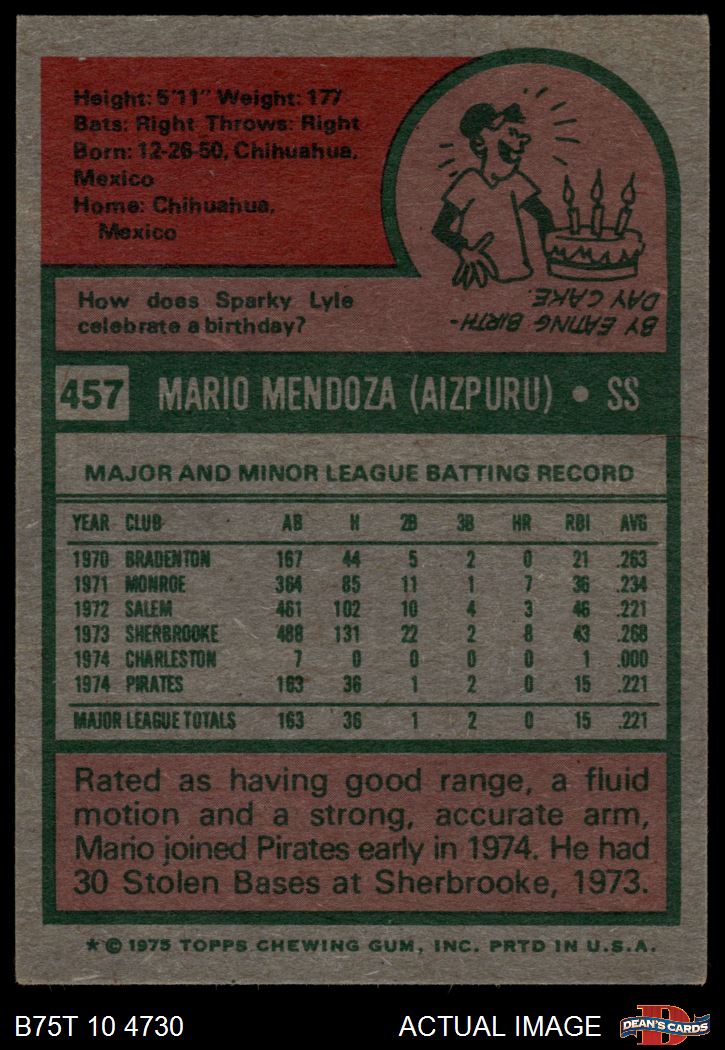 Height: 5'11" Weight: 177
Bats: Right Throws: Right
Born: 12-26-50, Chihuahua,
Mexico
Home: Chihuahua,
Mexico
How does Sparky Lyle
celebrate a birthday?
BY EATING BIRTH-
DAY CAKE.
457 MARIO MENDOZA (AIZPURU) • SS
MAJOR AND MINOR LEAGUE BATTING RECORD
YEAR CLUB AB H 2B 3B HR RBI AVG
1970 BRADENTON 167 44 5 2 0 21 .263
1971 MONROE 364 85 11 1 7 36 .234
1972 SALEM 461 102 10 4 3 46 .221
1973 SHERBROOKE 488 131 22 2 8 43 .268
1974 CHARLESTON 7 0 0 0 0 1 .000
1974 PIRATES 163 36 1 2 0 15 .221
MAJOR LEAGUE TOTALS 163 36 1 2 0 15 .221
Rated as having good range, a fluid
motion and a strong, accurate arm,
Mario joined Pirates early in 1974. He had
30 Stolen Bases at Sherbrooke, 1973.
★ © 1975 TOPPS CHEWING GUM, INC. PRTD IN U.S.A.
B75T 10 4730 ACTUAL IMAGE D DEAN'S CARDS